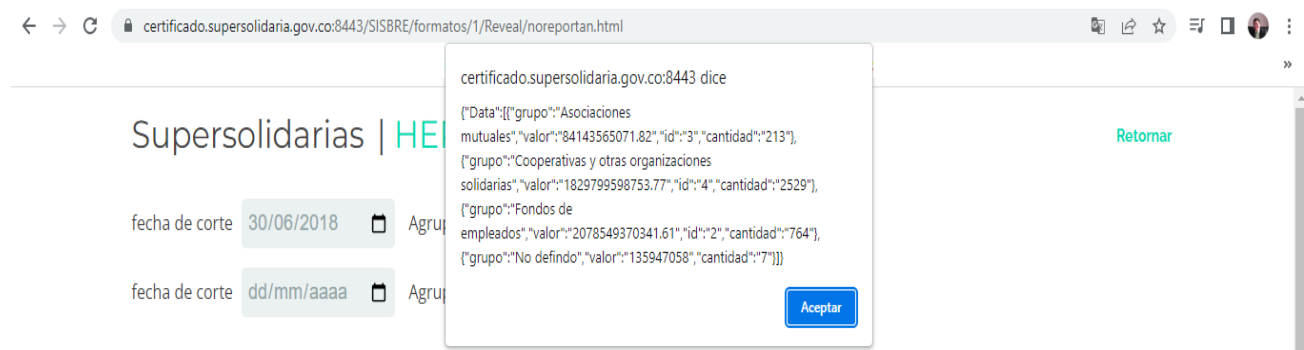 certificado.supersolidaria.gov.co:8443/SISBRE/formatos/1/Reveal/noreportan.html
»
certificado.supersolidaria.gov.co:8443 dice
{"Data":[{"grupo":"Asociaciones
mutuales","valor":"84143565071.82","id":"3","cantidad":"213"},
{"grupo":"Cooperativas y otras organizaciones
solidarias","valor":"1829799598753.77","id":"4","cantidad":"2529"},
{"grupo":"Fondos de
empleados","valor":"2078549370341.61","id":"2","cantidad":"764"},
{"grupo":"No defindo","valor":"135947058","cantidad":"7"}]}
Aceptar
Supersolidarias | HE
Retornar
fecha de corte 30/06/2018 Agru
fecha de corte dd/mm/aaaa Agru